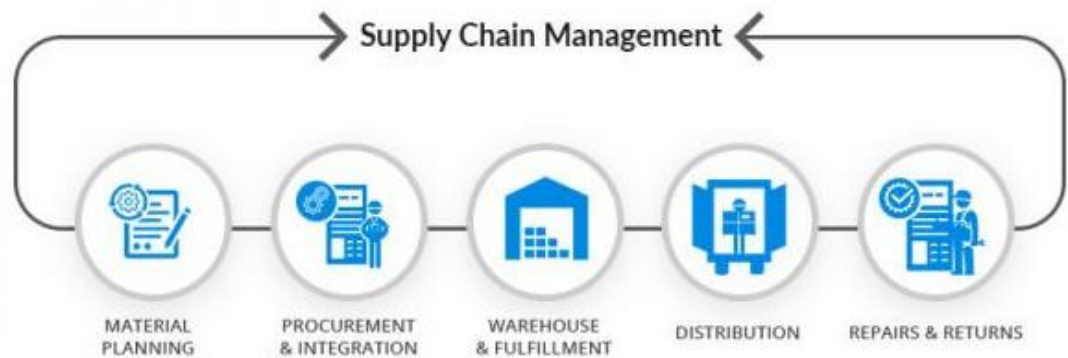 Supply Chain Management
MATERIAL
PLANNING
PROCUREMENT
& INTEGRATION
WAREHOUSE
& FULFILLMENT
DISTRIBUTION
REPAIRS & RETURNS